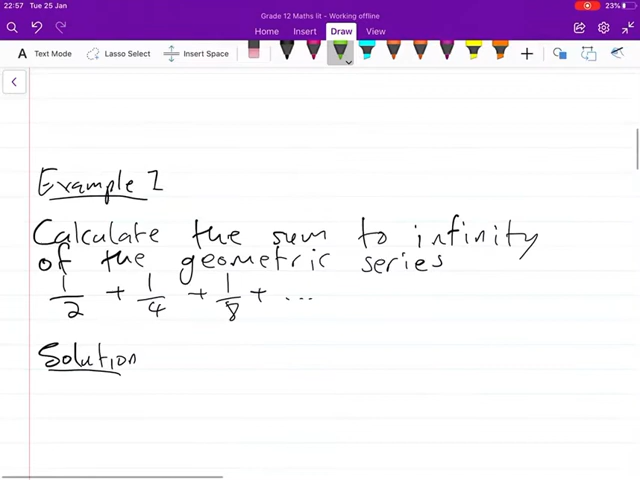 22:57 Tue 25 Jan
23%
Grade 12 Maths lit - Working offline
Home Insert Draw View
A Text Mode Lasso Select Insert Space
Example 2
Calculate the sum to infinity
of the geometric series
1/2 + 1/4 + 1/8 + ...
Solution